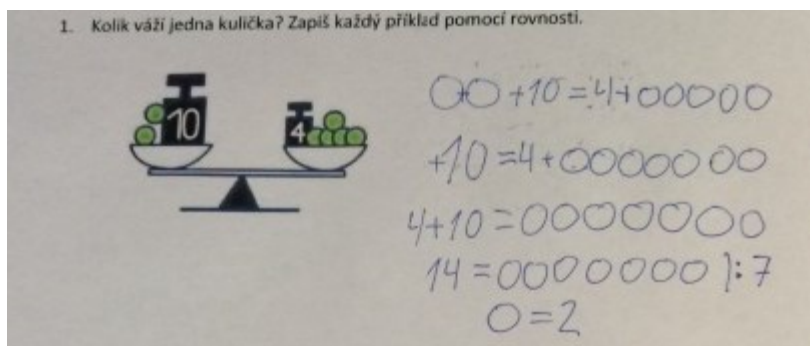 1. Kolik váží jedna kulička? Zapiš každý příklad pomocí rovnosti.
10 4
OO +10 = 4+OOOOO
+10 = 4+OOOOOOO
4+10 = OOOOOOO
14 = OOOOOOO |:7
O = 2